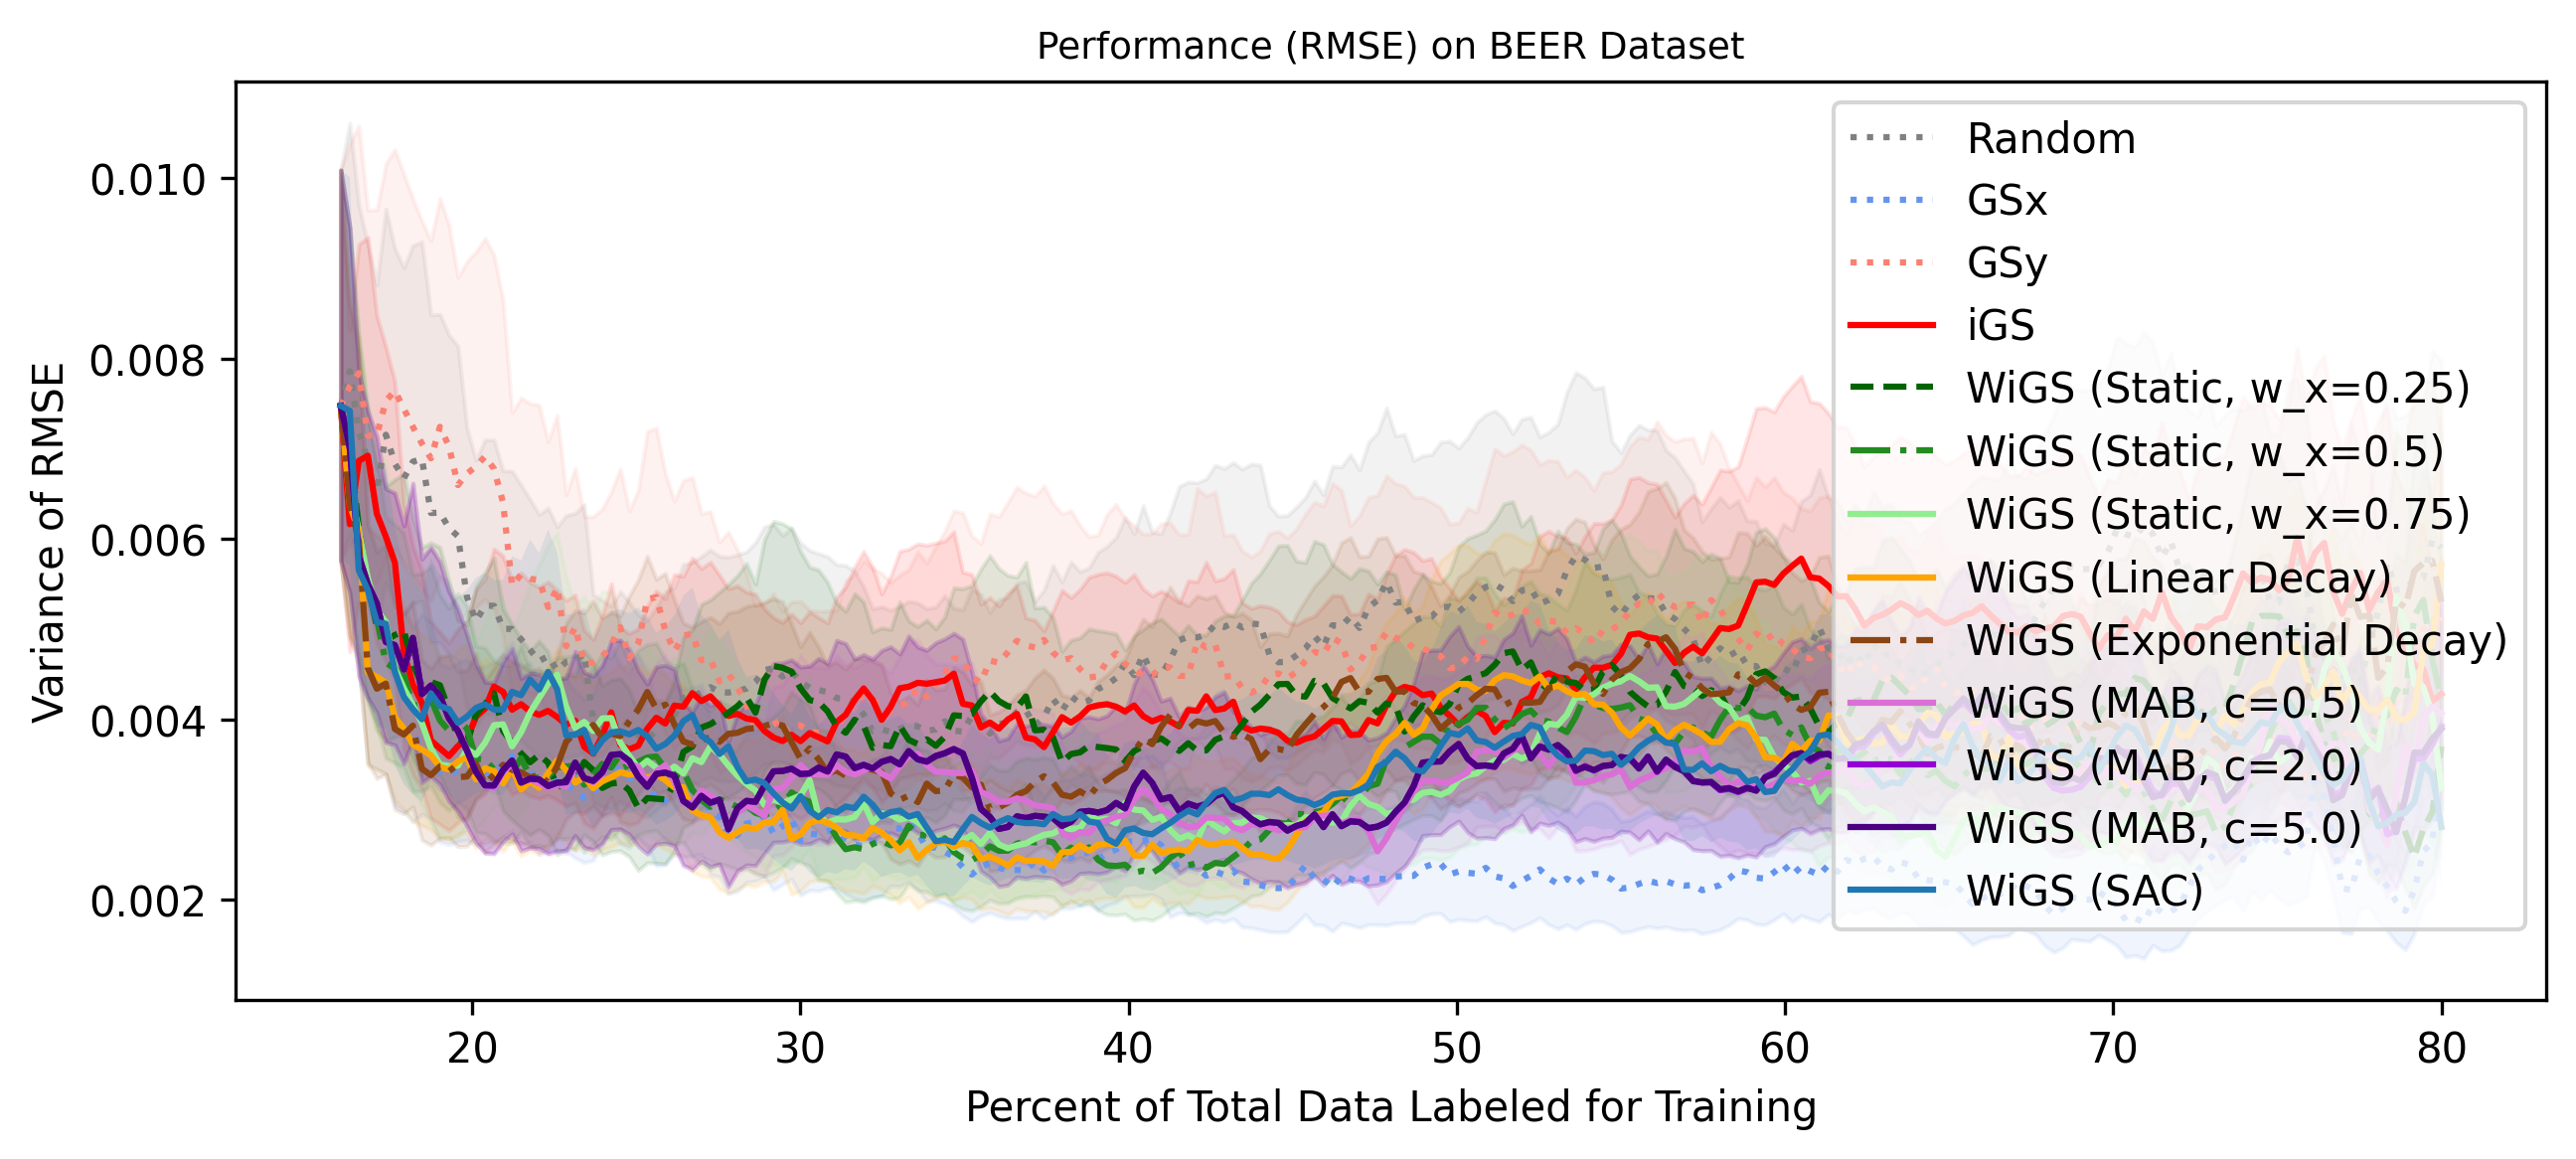 Performance (RMSE) on BEER Dataset
Variance of RMSE
0.010
0.008
0.006
0.004
0.002
Random
GSx
GSy
iGS
WiGS (Static, w_x=0.25)
WiGS (Static, w_x=0.5)
WiGS (Static, w_x=0.75)
WiGS (Linear Decay)
WiGS (Exponential Decay)
WiGS (MAB, c=0.5)
WiGS (MAB, c=2.0)
WiGS (MAB, c=5.0)
WiGS (SAC)
20 30 40 50 60 70 80
Percent of Total Data Labeled for Training